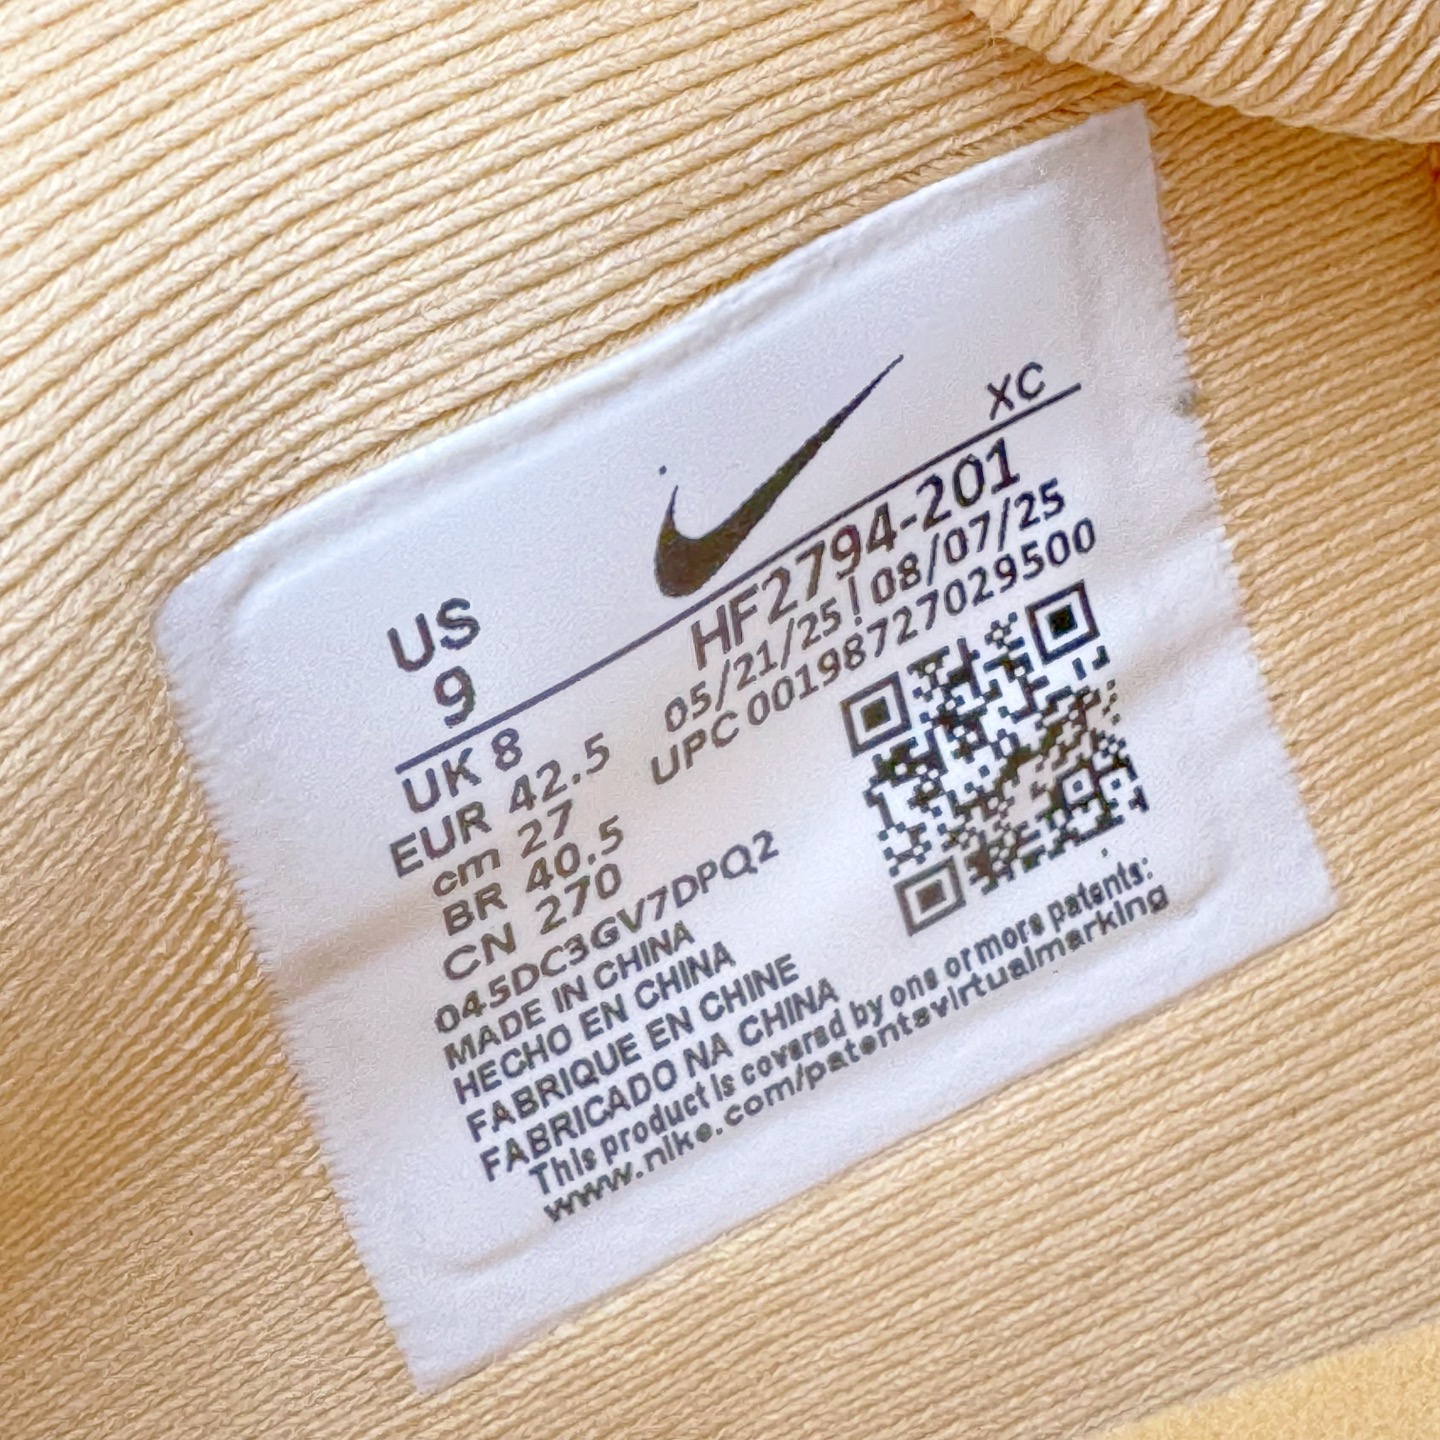 XC
US
9
HF2794-201
05/21/25 | 08/07/25
UPC 00198727029500
UK 8
EUR 42.5
cm 27
BR 40.5
CN 270
045DC3GV7DPQ2
MADE IN CHINA
HECHO EN CHINA
FABRIQUE EN CHINE
FABRICADO NA CHINA
This product is covered by one or more patents:
www.nike.com/patentsvirtualmarking